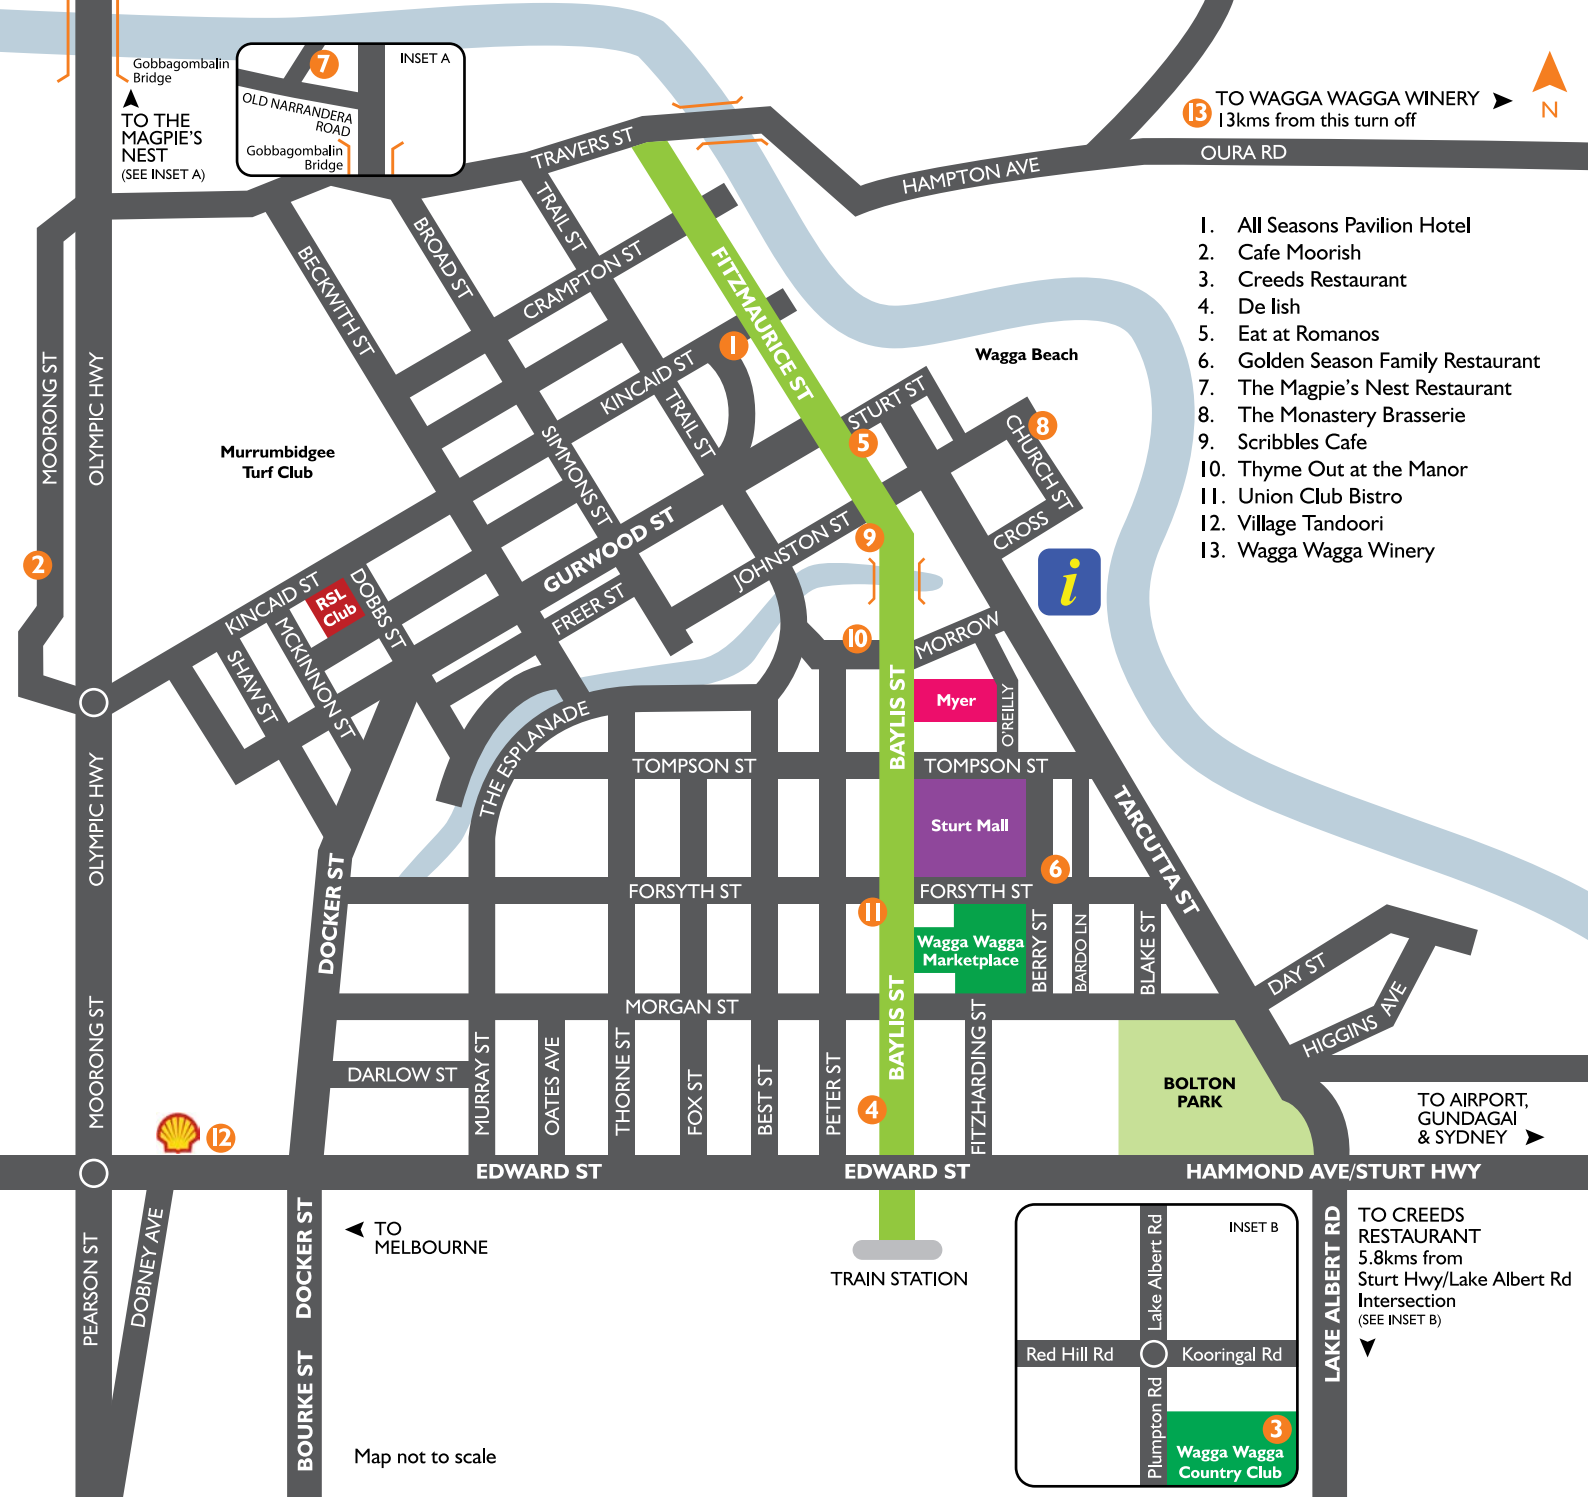 Gobbagombalin
Bridge
TO THE
MAGPIE'S
NEST
(SEE INSET A)
7
INSET A
OLD NARRANDERA
ROAD
Gobbagombalin
Bridge
13
TO WAGGA WAGGA WINERY
13kms from this turn off
N
OURA RD
HAMPTON AVE
TRAVERS ST
1. All Seasons Pavilion Hotel
2. Cafe Moorish
3. Creeds Restaurant
4. De lish
5. Eat at Romanos
6. Golden Season Family Restaurant
7. The Magpie's Nest Restaurant
8. The Monastery Brasserie
9. Scribbles Cafe
10. Thyme Out at the Manor
11. Union Club Bistro
12. Village Tandoori
13. Wagga Wagga Winery
MOORONG ST
OLYMPIC HWY
BECKWITH ST
BROAD ST
TRAIL ST
CRAMPTON ST
FITZMAURICE ST
1
KINCAID ST
TRAIL ST
STURT ST
5
Wagga Beach
CHURCH ST
8
CROSS
Murrumbidgee
Turf Club
SIMMONS ST
GURWOOD ST
JOHNSTON ST
9
FREER ST
2
KINCAID ST
RSL
Club
DOBBS ST
MCKINNON ST
SHAW ST
i
10
MORROW
BAYLIS ST
Myer
O'REILLY
THE ESPLANADE
TOMPSON ST
TOMPSON ST
OLYMPIC HWY
Sturt Mall
TARCUTTA ST
6
DOCKER ST
FORSYTH ST
FORSYTH ST
11
Wagga Wagga
Marketplace
BERRY ST
BARDO LN
BLAKE ST
DAY ST
HIGGINS AVE
MORGAN ST
BAYLIS ST
MOORONG ST
DARLOW ST
MURRAY ST
OATES AVE
THORNE ST
FOX ST
BEST ST
PETER ST
4
FITZHARDING ST
BOLTON
PARK
TO AIRPORT,
GUNDAGAI
& SYDNEY
12
EDWARD ST
EDWARD ST
HAMMOND AVE/STURT HWY
PEARSON ST
DOBNEY AVE
DOCKER ST
BOURKE ST
TO
MELBOURNE
TRAIN STATION
Map not to scale
INSET B
Lake Albert Rd
Red Hill Rd
Kooringal Rd
Plumpton Rd
3
Wagga Wagga
Country Club
LAKE ALBERT RD
TO CREEDS
RESTAURANT
5.8kms from
Sturt Hwy/Lake Albert Rd
Intersection
(SEE INSET B)